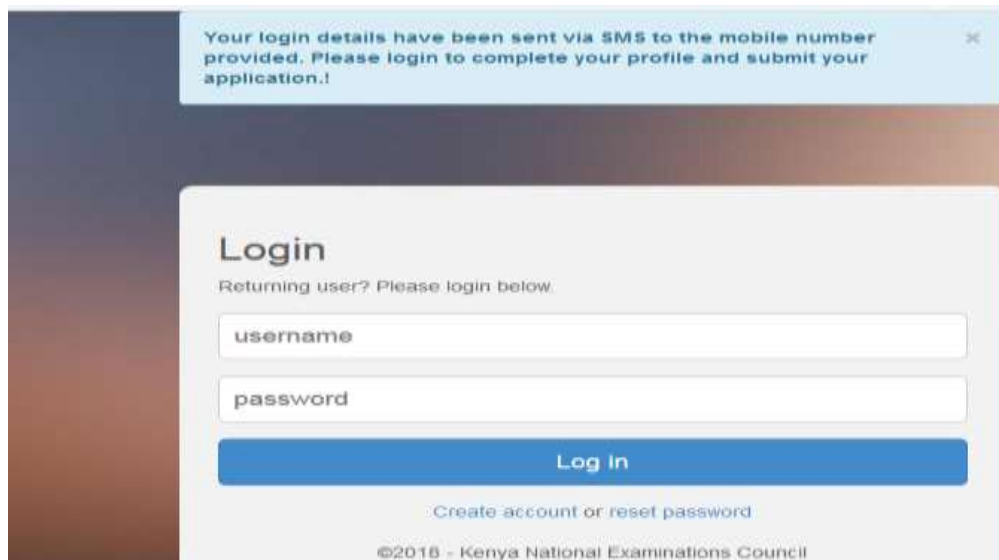 Your login details have been sent via SMS to the mobile number
provided. Please login to complete your profile and submit your
application.!
×
Login
Returning user? Please login below.
username
password
Log in
Create account or reset password
©2018 - Kenya National Examinations Council